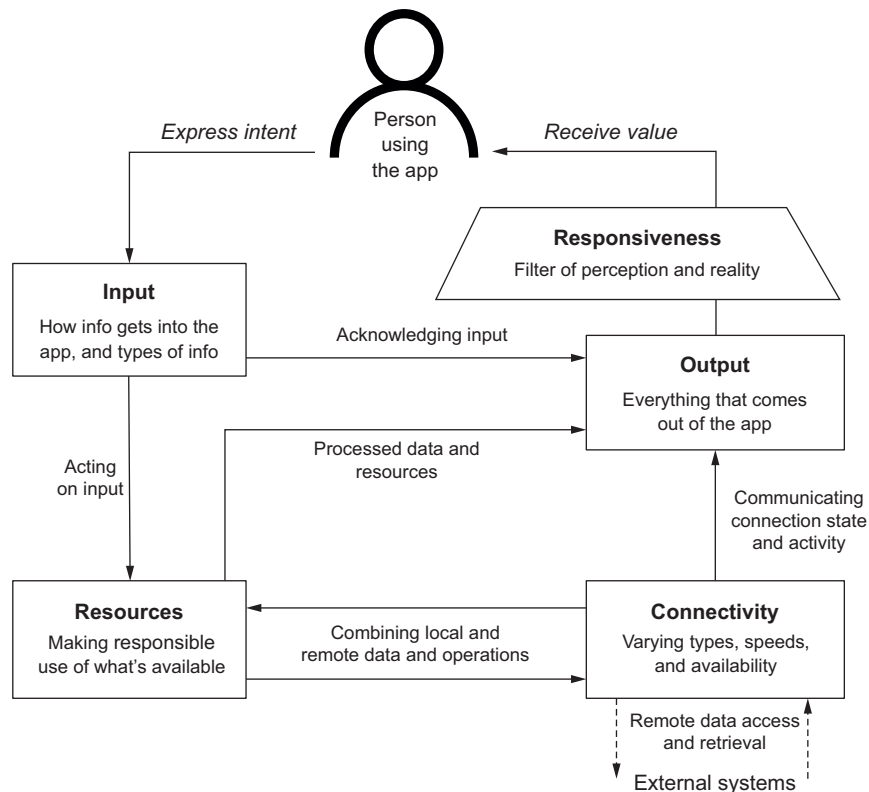 Person
using
the app
Express intent
Receive value
Responsiveness
Filter of perception and reality
Input
How info gets into the
app, and types of info
Acknowledging input
Output
Everything that comes
out of the app
Processed data and
resources
Acting
on input
Communicating
connection state
and activity
Resources
Making responsible
use of what's available
Combining local and
remote data and operations
Connectivity
Varying types, speeds,
and availability
Remote data access
and retrieval
External systems